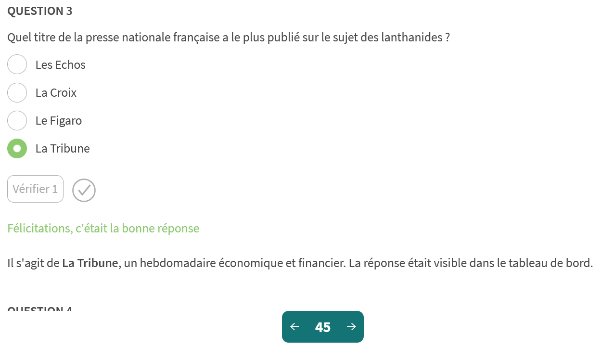 QUESTION 3
Quel titre de la presse nationale française a le plus publié sur le sujet des lanthanides ?
Les Echos
La Croix
Le Figaro
La Tribune
Vérifier 1
Félicitations, c'était la bonne réponse
Il s'agit de La Tribune, un hebdomadaire économique et financier. La réponse était visible dans le tableau de bord.
QUESTION 4
← 45 →